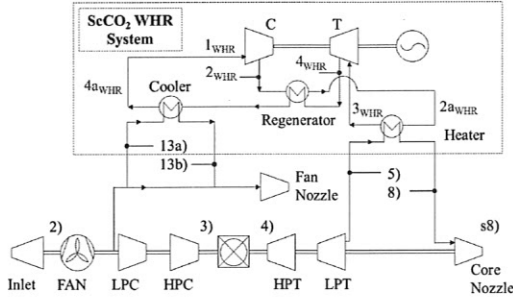 ScCO₂ WHR
System
C
T
1WHR
2WHR
4WHR
4aWHR
Cooler
Regenerator
3WHR
2aWHR
Heater
13a)
13b)
Fan
Nozzle
5)
8)
2)
3)
4)
s8)
Inlet
FAN
LPC
HPC
HPT
LPT
Core
Nozzle